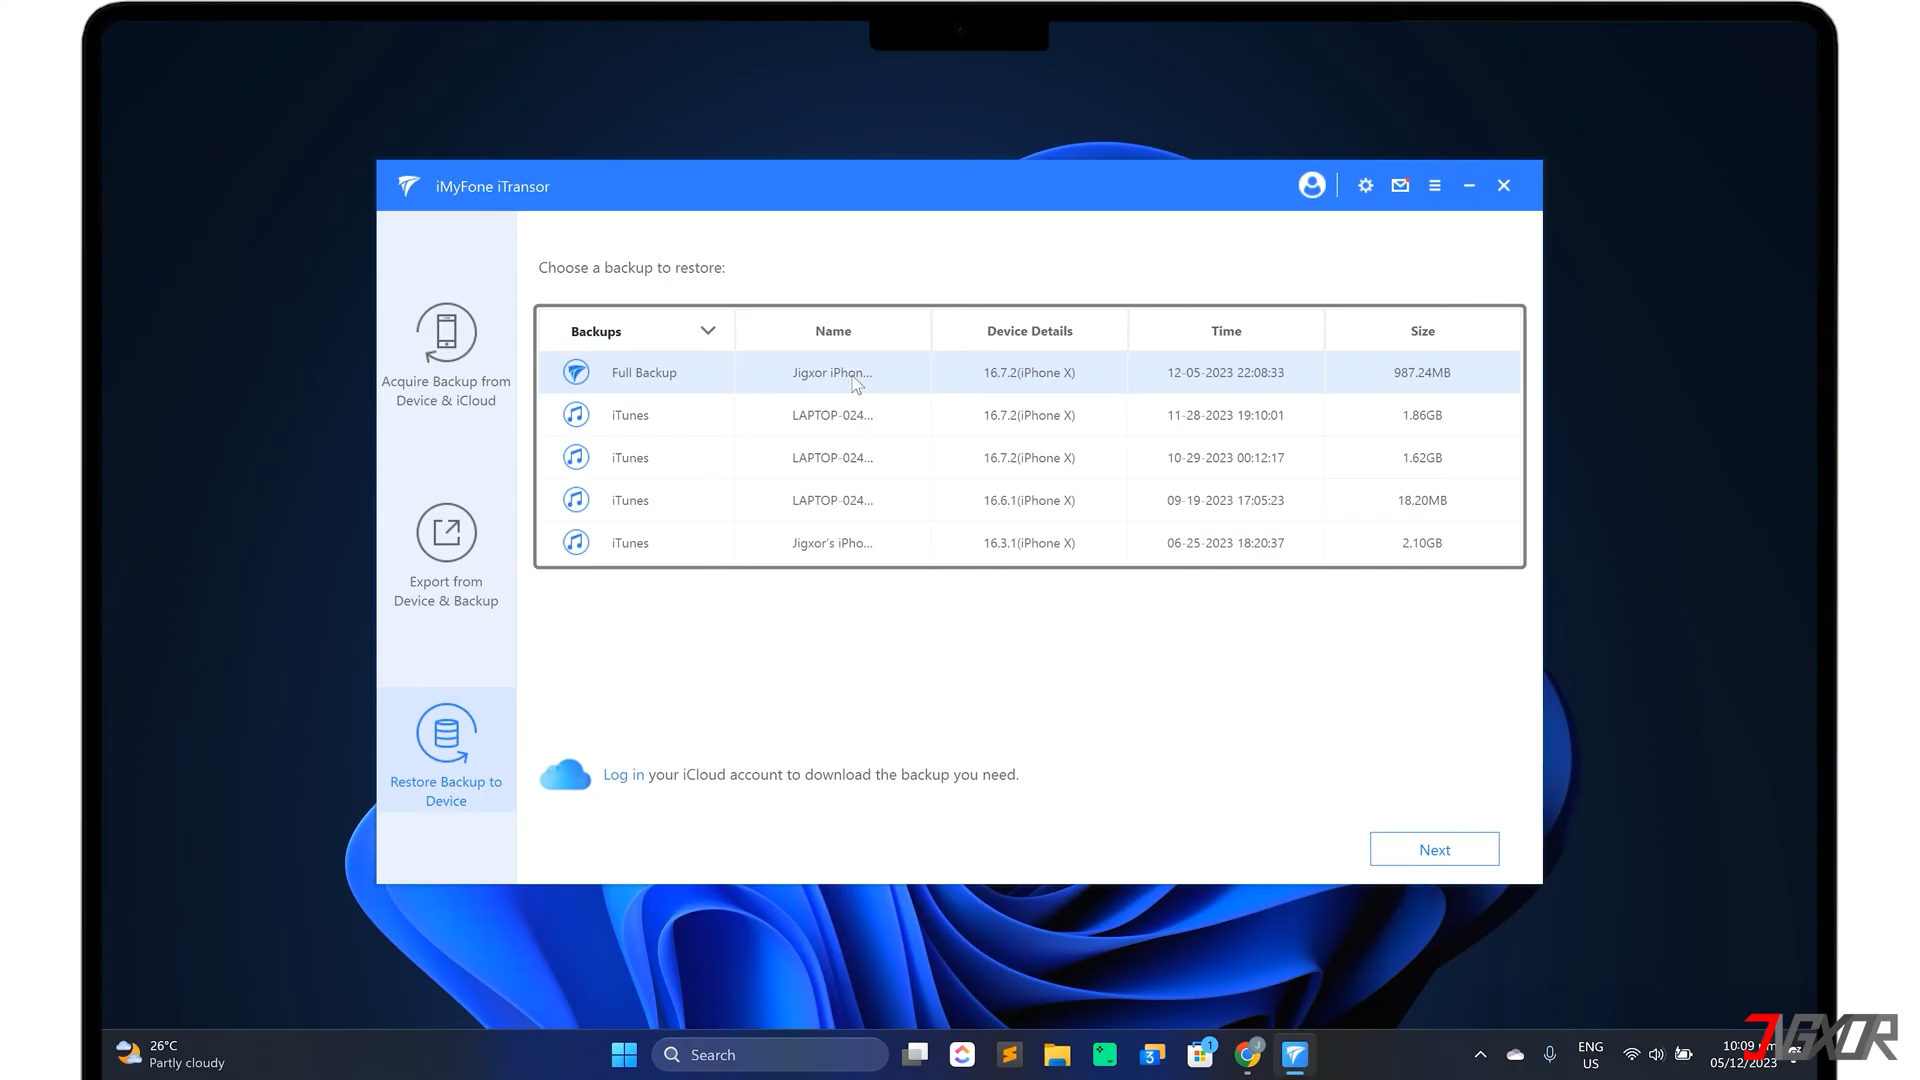 iMyFone iTransor
Choose a backup to restore:
Backups Name Device Details Time Size
Full Backup Jigxor iPhon... 16.7.2(iPhone X) 12-05-2023 22:08:33 987.24MB
iTunes LAPTOP-024... 16.7.2(iPhone X) 11-28-2023 19:10:01 1.86GB
iTunes LAPTOP-024... 16.7.2(iPhone X) 10-29-2023 00:12:17 1.62GB
iTunes LAPTOP-024... 16.6.1(iPhone X) 09-19-2023 17:05:23 18.20MB
iTunes Jigxor's iPho... 16.3.1(iPhone X) 06-25-2023 18:20:37 2.10GB
Acquire Backup from
Device & iCloud
Export from
Device & Backup
Restore Backup to
Device
Log in your iCloud account to download the backup you need.
Next
26°C
Partly cloudy
Search
3
1
J
ENG
US
10:09
05/12/2023
JIGXOR